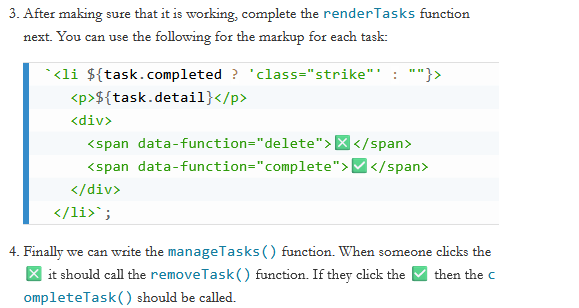 3. After making sure that it is working, complete the renderTasks function
next. You can use the following for the markup for each task:
`<li ${task.completed ? 'class="strike"' : ""}>
<p>${task.detail}</p>
<div>
<span data-function="delete">❎</span>
<span data-function="complete">✅</span>
</div>
</li>`;
4. Finally we can write the manageTasks() function. When someone clicks the
❎ it should call the removeTask() function. If they click the ✅ then the c
ompleteTask() should be called.